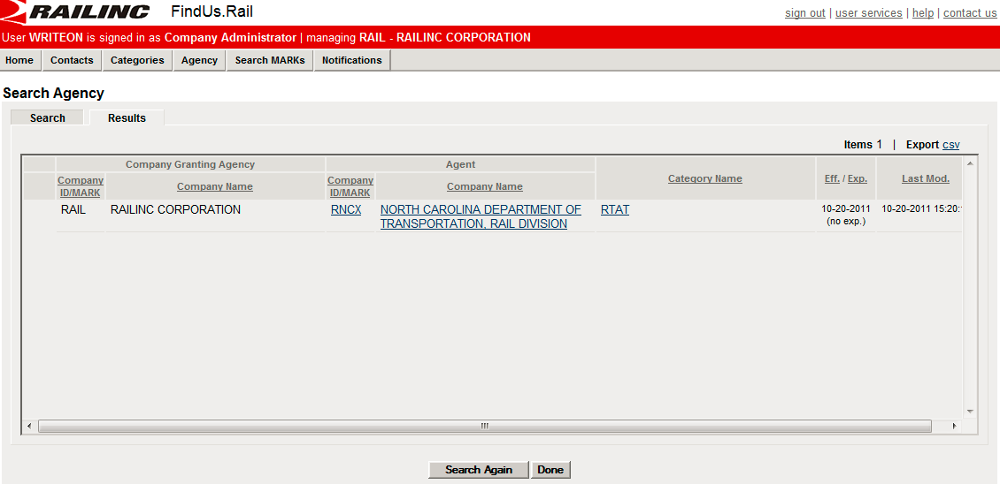 RAILINC FindUs.Rail sign out | user services | help | contact us
User WRITEON is signed in as Company Administrator | managing RAIL - RAILINC CORPORATION
Home Contacts Categories Agency Search MARKs Notifications
Search Agency
Search Results
Items 1 | Export csv
Company Granting Agency Agent
Company ID/MARK Company Name Company ID/MARK Company Name Category Name Eff. / Exp. Last Mod.
RAIL RAILINC CORPORATION RNCX NORTH CAROLINA DEPARTMENT OF RTAT 10-20-2011 10-20-2011 15:20:
TRANSPORTATION, RAIL DIVISION (no exp.)
Search Again Done